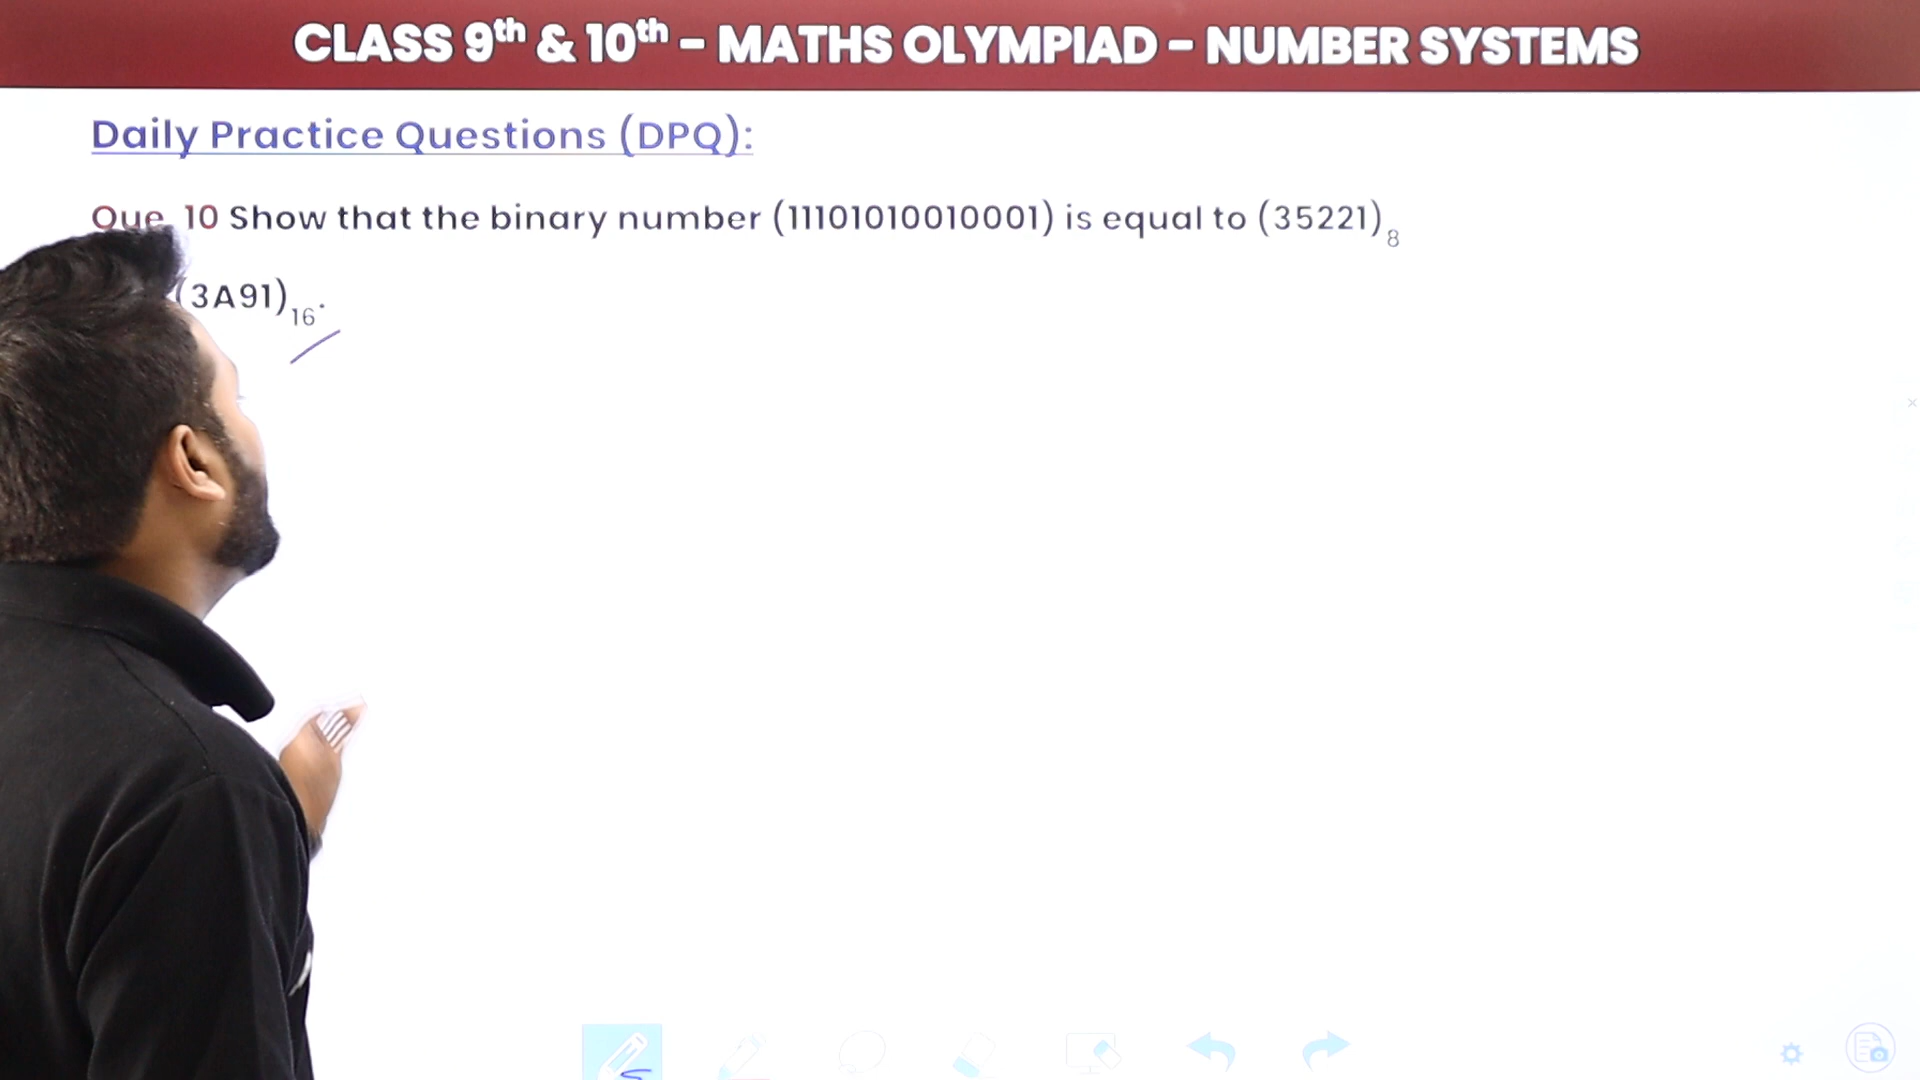 CLASS 9th & 10th – MATHS OLYMPIAD – NUMBER SYSTEMS
Daily Practice Questions (DPQ):
Que. 10 Show that the binary number (11101010010001) is equal to (35221)8
(3A91)16.